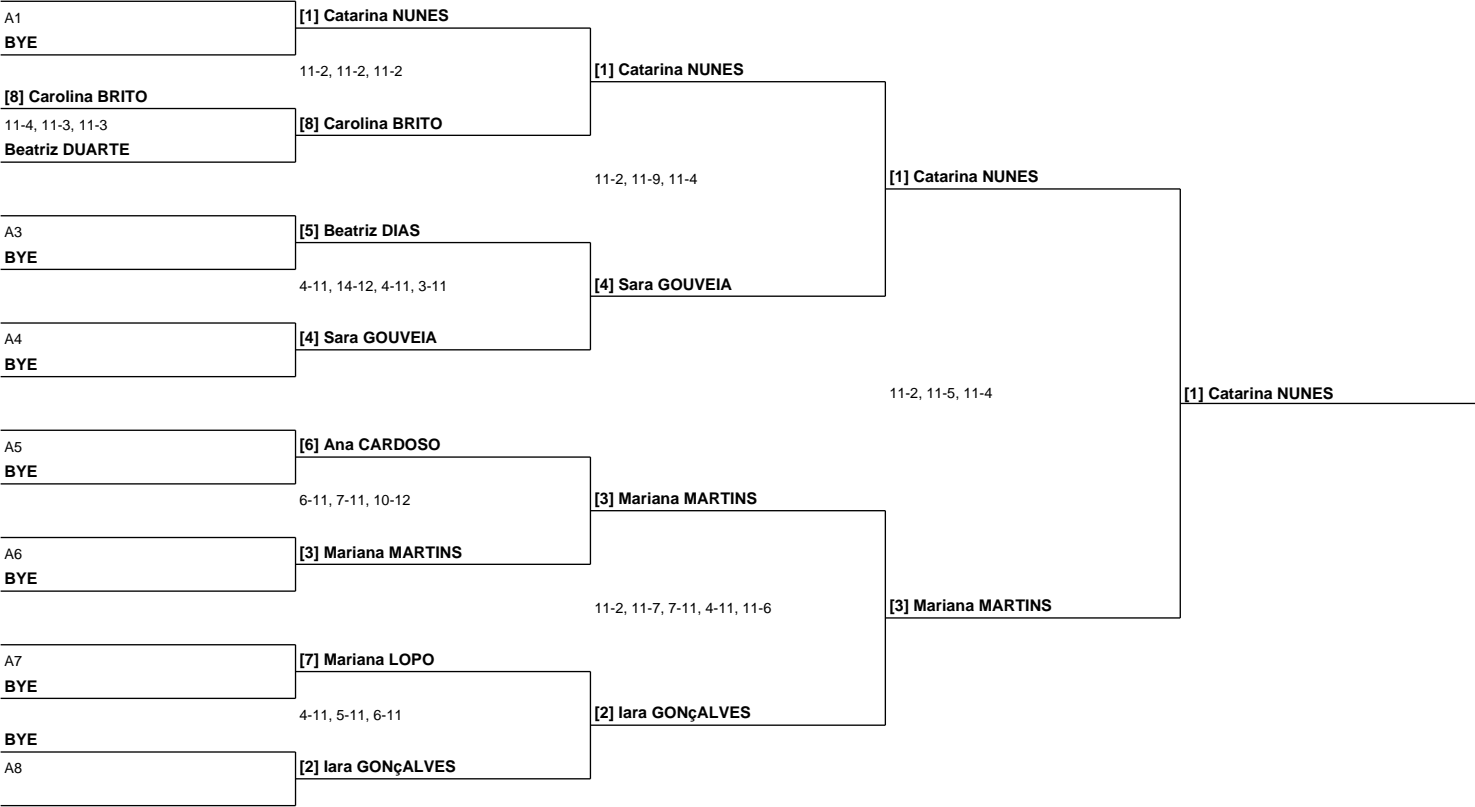 A1
BYE
[8] Carolina BRITO
11-4, 11-3, 11-3
Beatriz DUARTE
A3
BYE
A4
BYE
A5
BYE
A6
BYE
A7
BYE
BYE
A8
[1] Catarina NUNES
11-2, 11-2, 11-2
[8] Carolina BRITO
[5] Beatriz DIAS
4-11, 14-12, 4-11, 3-11
[4] Sara GOUVEIA
[6] Ana CARDOSO
6-11, 7-11, 10-12
[3] Mariana MARTINS
[7] Mariana LOPO
4-11, 5-11, 6-11
[2] Iara GONçALVES
[1] Catarina NUNES
11-2, 11-9, 11-4
[4] Sara GOUVEIA
[3] Mariana MARTINS
11-2, 11-7, 7-11, 4-11, 11-6
[2] Iara GONçALVES
[1] Catarina NUNES
11-2, 11-5, 11-4
[3] Mariana MARTINS
[1] Catarina NUNES